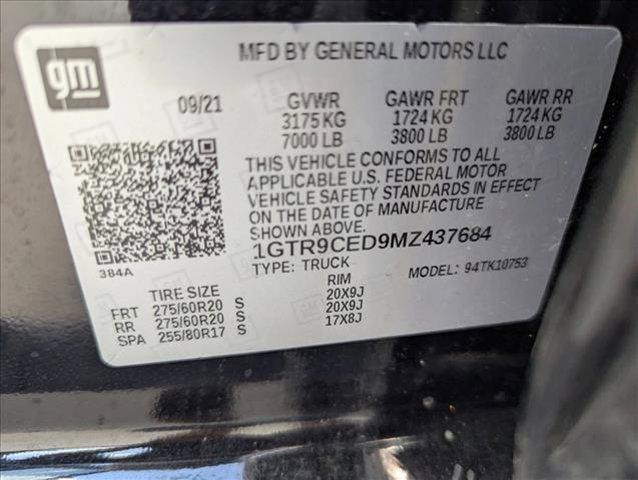 gm
MFD BY GENERAL MOTORS LLC
09/21 GVWR GAWR FRT GAWR RR
3175 KG 1724 KG 1724 KG
7000 LB 3800 LB 3800 LB
THIS VEHICLE CONFORMS TO ALL
APPLICABLE U.S. FEDERAL MOTOR
VEHICLE SAFETY STANDARDS IN EFFECT
ON THE DATE OF MANUFACTURE
SHOWN ABOVE.
1GTR9CED9MZ437684
384A TYPE: TRUCK MODEL: 94TK10753
TIRE SIZE RIM
FRT 275/60R20 S 20X9J
RR 275/60R20 S 20X9J
SPA 255/80R17 S 17X8J